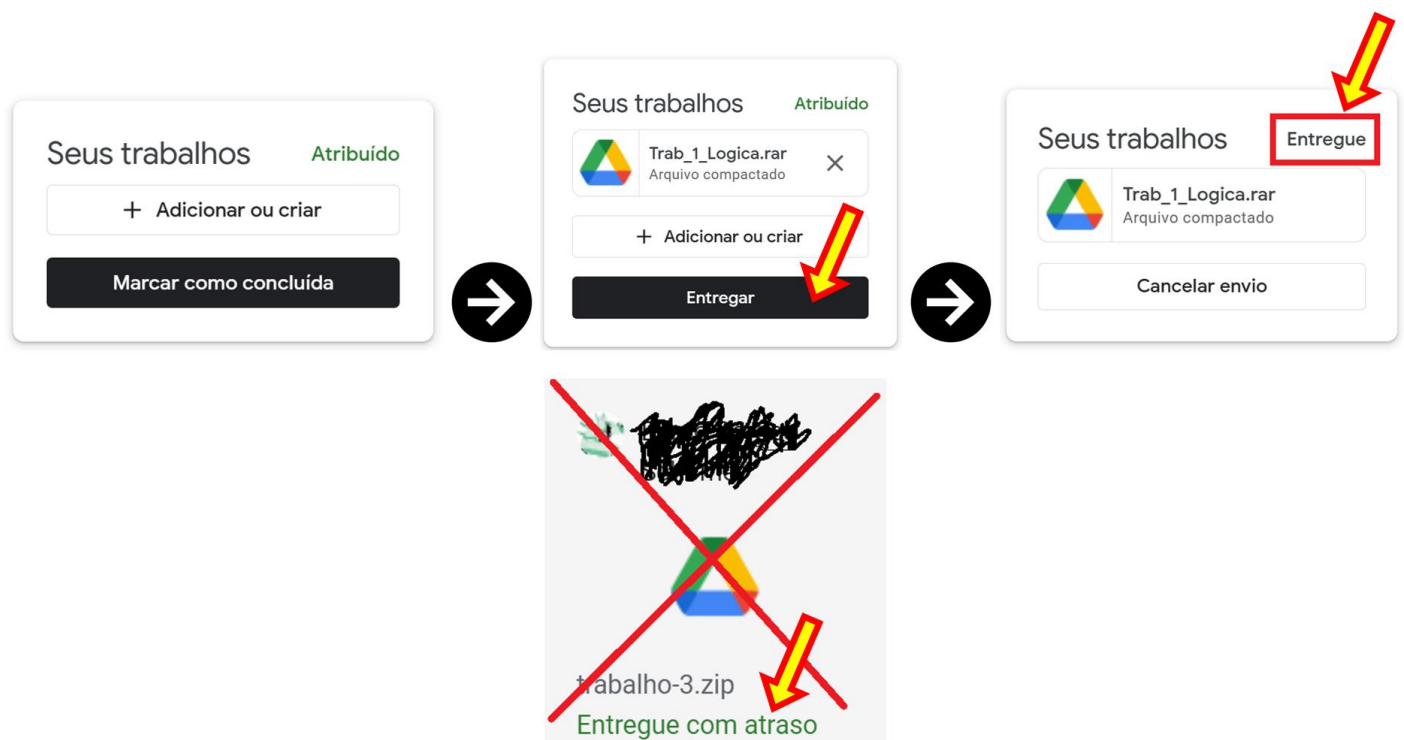 Seus trabalhos Atribuído
+ Adicionar ou criar
Marcar como concluída
Seus trabalhos Atribuído
Trab_1_Logica.rar
Arquivo compactado
+ Adicionar ou criar
Entregar
Seus trabalhos Entregue
Trab_1_Logica.rar
Arquivo compactado
Cancelar envio
trabalho-3.zip
Entregue com atraso